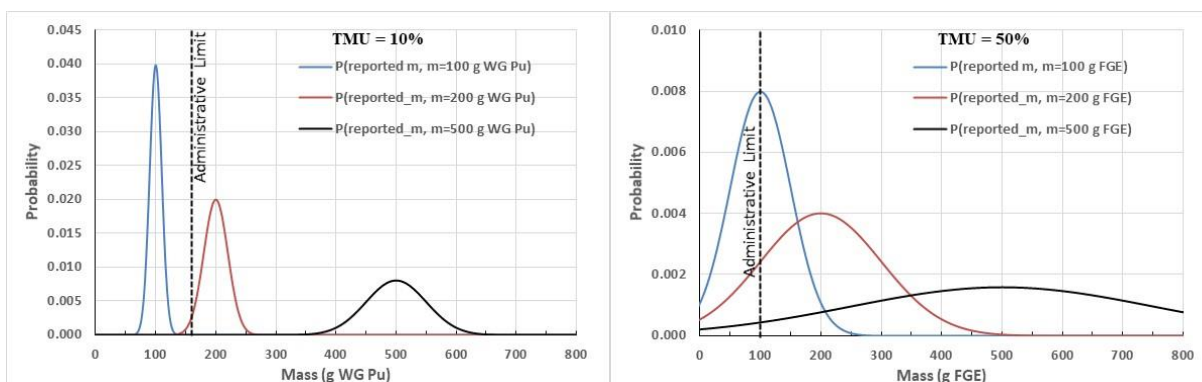 TMU = 10%
P(reported m, m=100 g WG Pu)
P(reported_m, m=200 g WG Pu)
P(reported_m, m=500 g WG Pu)
Administrative Limit
Probability
0.045
0.040
0.035
0.030
0.025
0.020
0.015
0.010
0.005
0.000
0 100 200 300 400 500 600 700 800
Mass (g WG Pu)
TMU = 50%
P(reported m, m=100 g FGE)
P(reported_m, m=200 g FGE)
P(reported_m, m=500 g FGE)
Administrative Limit
Probability
0.010
0.008
0.006
0.004
0.002
0.000
0 100 200 300 400 500 600 700 800
Mass (g FGE)